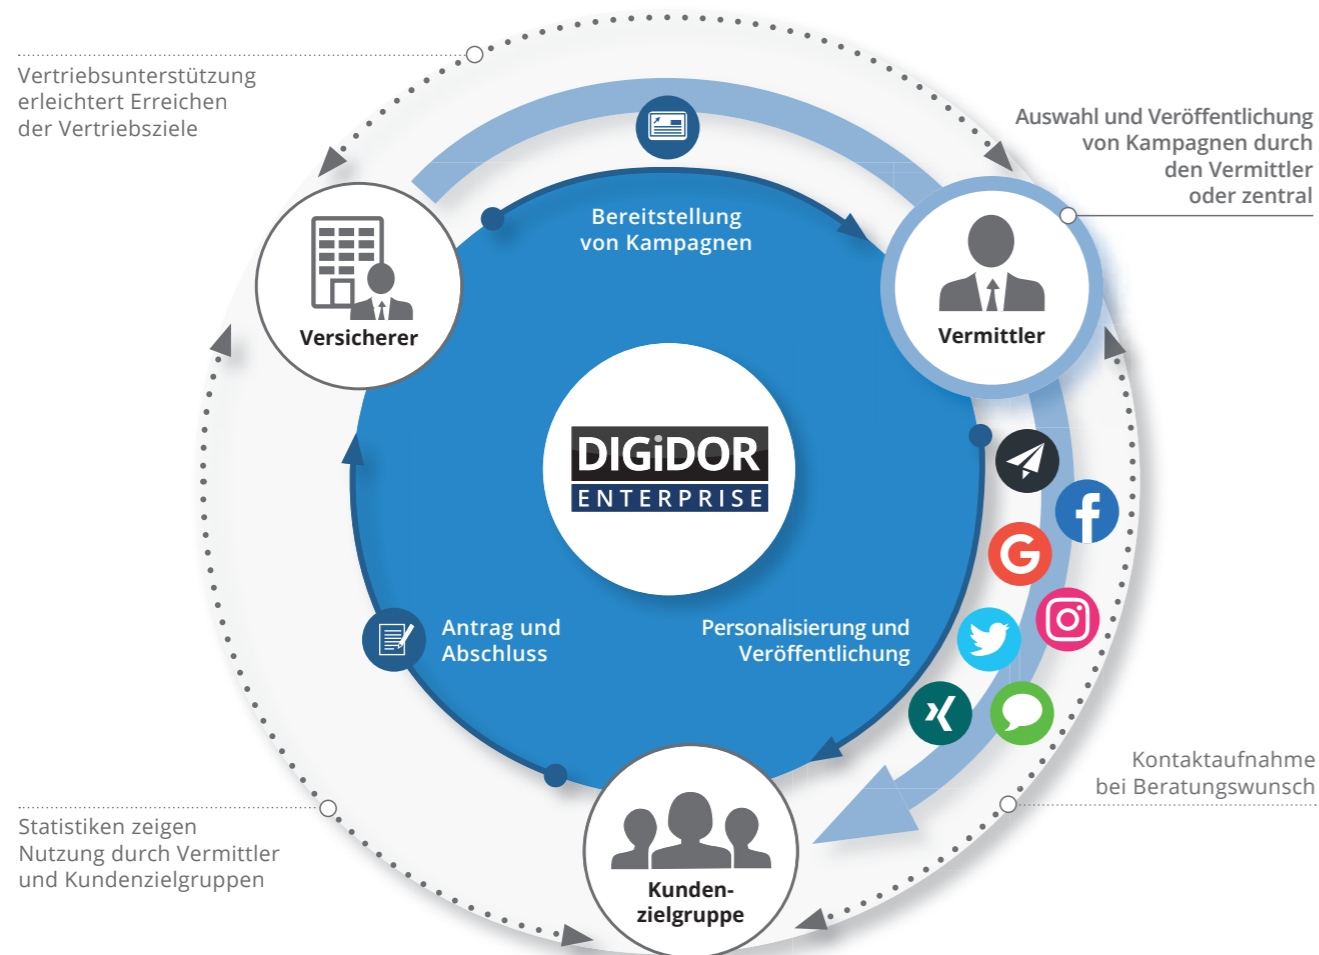 Vertriebsunterstützung
erleichtert Erreichen
der Vertriebsziele
Auswahl und Veröffentlichung
von Kampagnen durch
den Vermittler
oder zentral
Bereitstellung
von Kampagnen
Versicherer
Vermittler
DIGiDOR
ENTERPRISE
Antrag und
Abschluss
Personalisierung und
Veröffentlichung
Kontaktaufnahme
bei Beratungswunsch
Statistiken zeigen
Nutzung durch Vermittler
und Kundenzielgruppen
Kunden-
zielgruppe